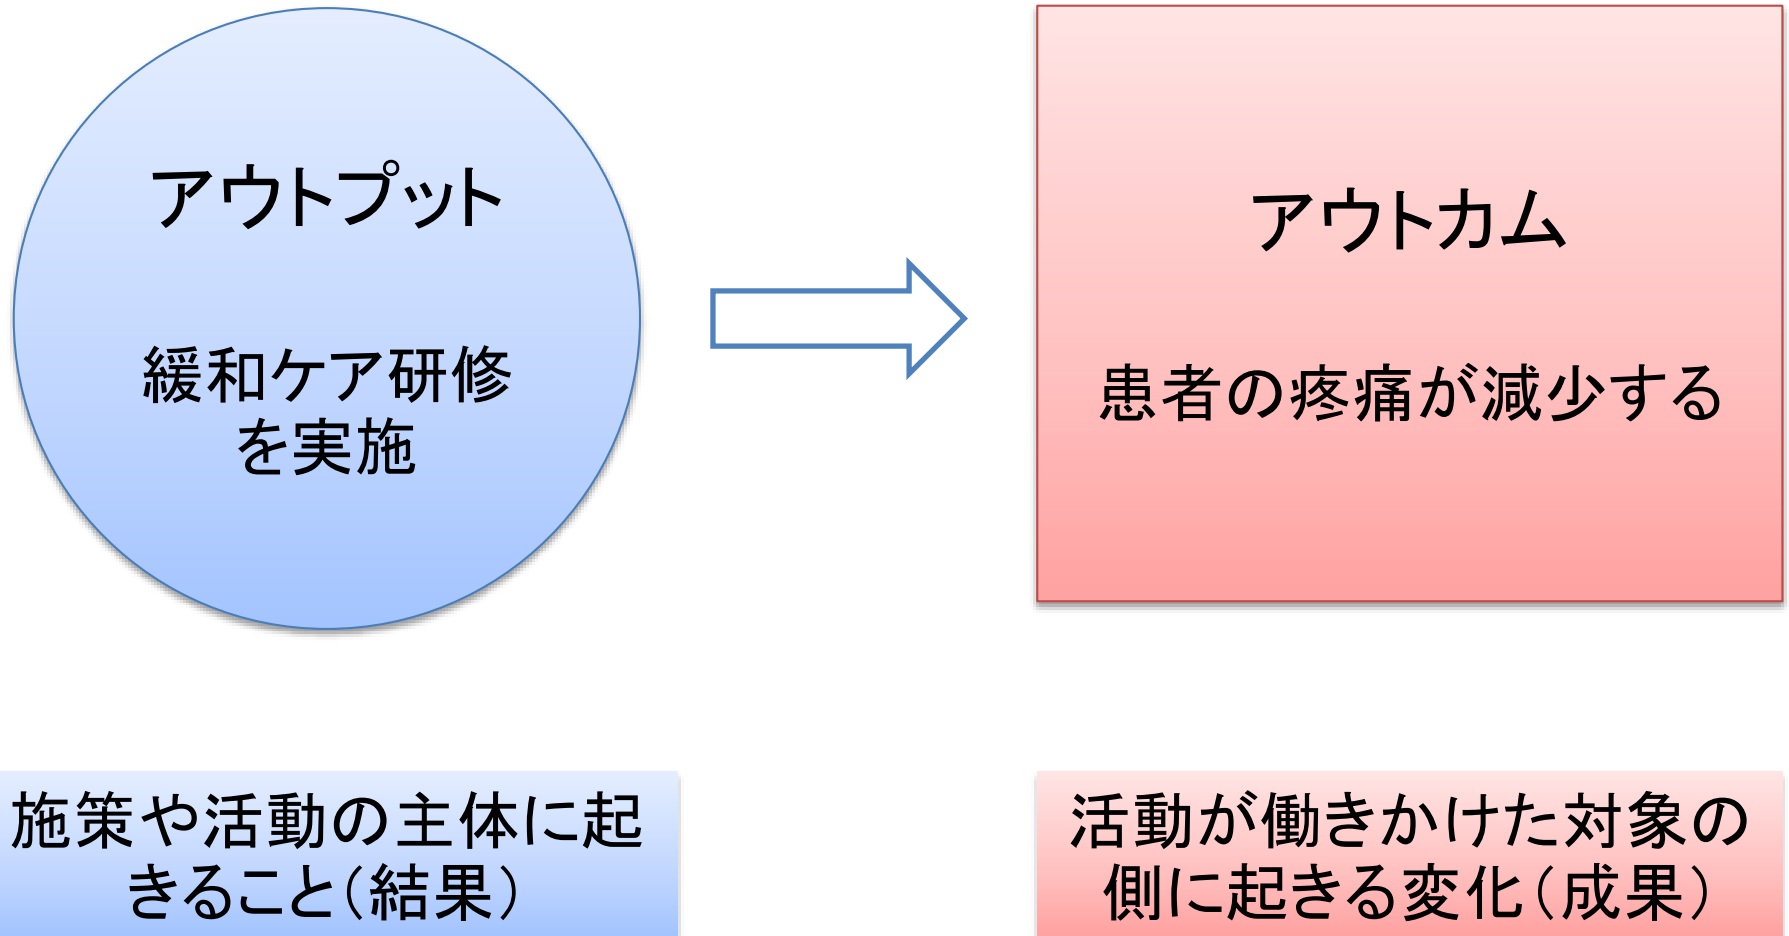 アウトプット
緩和ケア研修
を実施
アウトカム
患者の疼痛が減少する
施策や活動の主体に起
きること（結果）
活動が働きかけた対象の
側に起きる変化（成果）